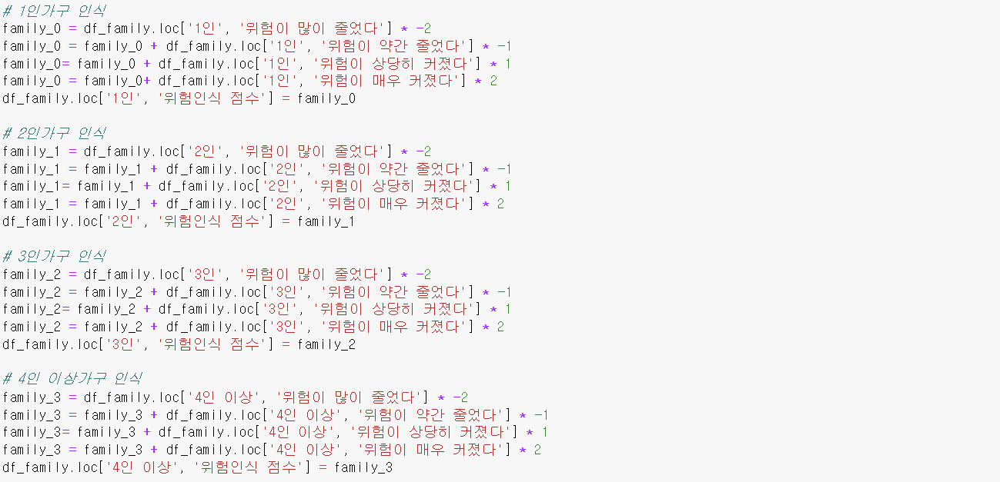 # 1인가구 인식
family_0 = df_family.loc['1인', '위험이 많이 줄었다'] * -2
family_0 = family_0 + df_family.loc['1인', '위험이 약간 줄었다'] * -1
family_0= family_0 + df_family.loc['1인', '위험이 상당히 커졌다'] * 1
family_0 = family_0+ df_family.loc['1인', '위험이 매우 커졌다'] * 2
df_family.loc['1인', '위험인식 점수'] = family_0

# 2인가구 인식
family_1 = df_family.loc['2인', '위험이 많이 줄었다'] * -2
family_1 = family_1 + df_family.loc['2인', '위험이 약간 줄었다'] * -1
family_1= family_1 + df_family.loc['2인', '위험이 상당히 커졌다'] * 1
family_1 = family_1 + df_family.loc['2인', '위험이 매우 커졌다'] * 2
df_family.loc['2인', '위험인식 점수'] = family_1

# 3인가구 인식
family_2 = df_family.loc['3인', '위험이 많이 줄었다'] * -2
family_2 = family_2 + df_family.loc['3인', '위험이 약간 줄었다'] * -1
family_2= family_2 + df_family.loc['3인', '위험이 상당히 커졌다'] * 1
family_2 = family_2 + df_family.loc['3인', '위험이 매우 커졌다'] * 2
df_family.loc['3인', '위험인식 점수'] = family_2

# 4인 이상가구 인식
family_3 = df_family.loc['4인 이상', '위험이 많이 줄었다'] * -2
family_3 = family_3 + df_family.loc['4인 이상', '위험이 약간 줄었다'] * -1
family_3= family_3 + df_family.loc['4인 이상', '위험이 상당히 커졌다'] * 1
family_3 = family_3 + df_family.loc['4인 이상', '위험이 매우 커졌다'] * 2
df_family.loc['4인 이상', '위험인식 점수'] = family_3